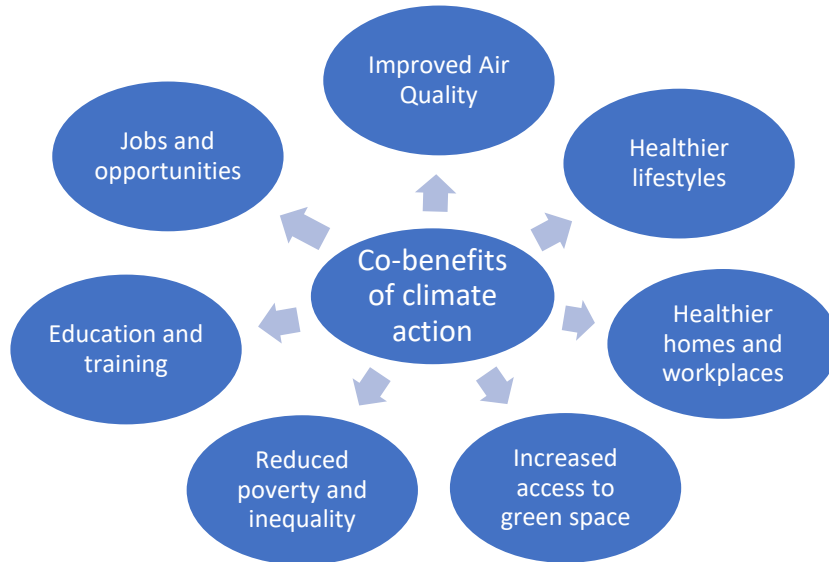 Improved Air
Quality
Jobs and
opportunities
Healthier
lifestyles
Co-benefits
of climate
action
Education and
training
Healthier
homes and
workplaces
Reduced
poverty and
inequality
Increased
access to
green space